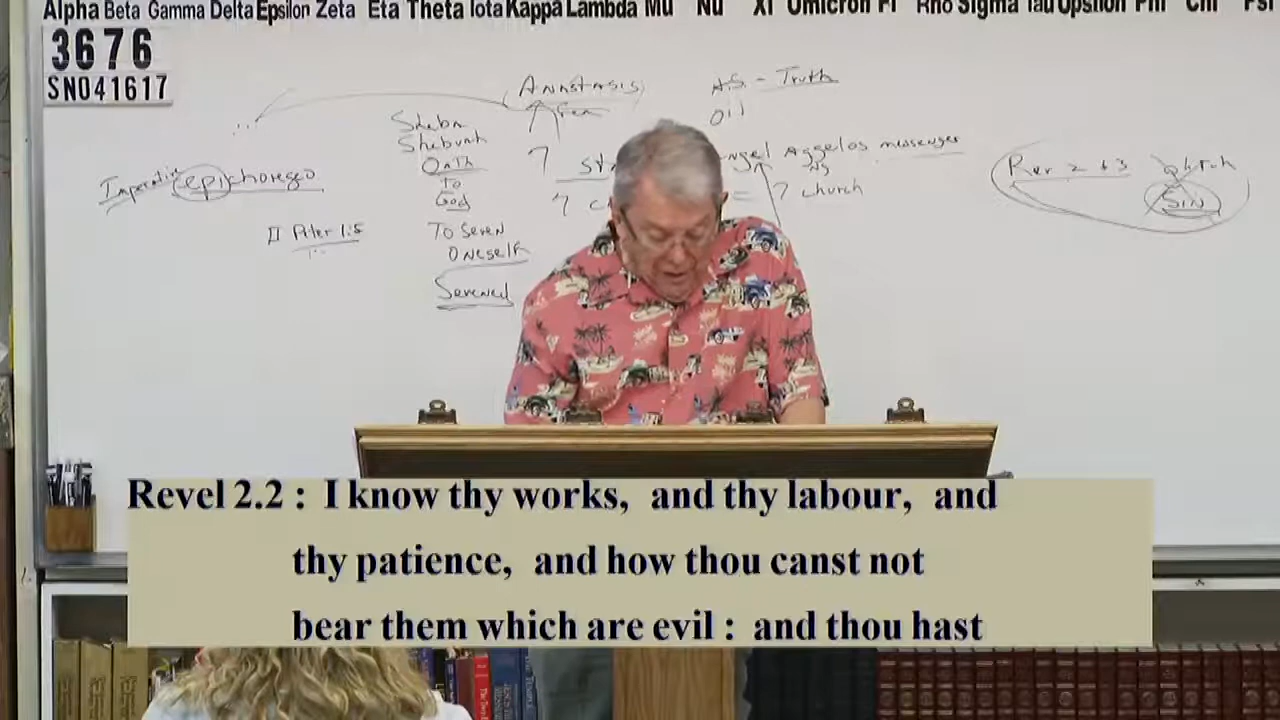 Alpha Beta Gamma Delta Epsilon Zeta Eta Theta Iota Kappa Lambda Mu Nu Xi Omicron Pi Rho Sigma Tau Upsilon Phi Chi Psi
3676
SN041617
Anastasis
A.S. - Truth
Oil
Sheba
Shebuah
Oath
To
God
To Seven
Oneself
Sevened
7
7
Aggelos messenger
= 7 church
Imperative epichorego
II Peter 1:5
Rev 2 & 3
SIN
Revel 2.2 : I know thy works, and thy labour, and
thy patience, and how thou canst not
bear them which are evil : and thou hast